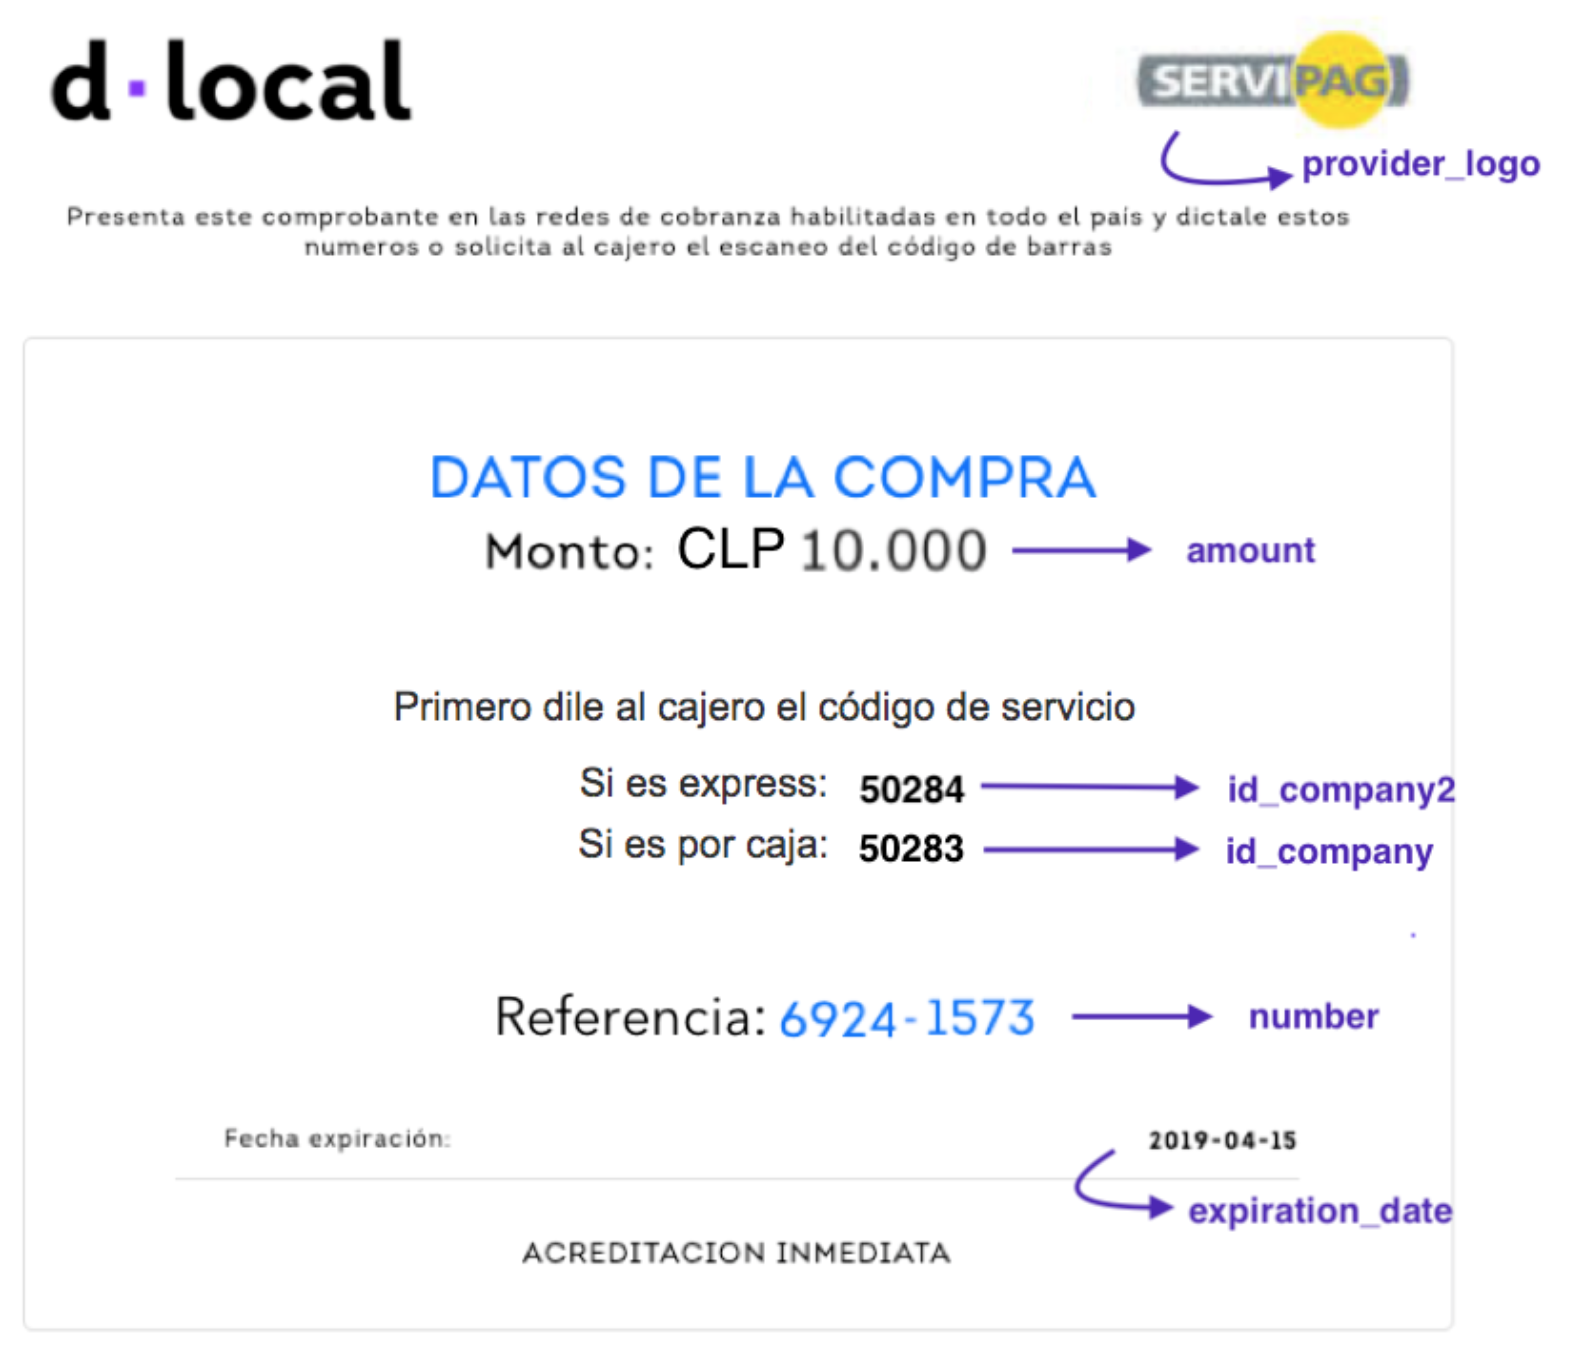 d·local
SERVIPAG
provider_logo
Presenta este comprobante en las redes de cobranza habilitadas en todo el país y dictale estos
numeros o solicita al cajero el escaneo del código de barras
DATOS DE LA COMPRA
Monto: CLP 10.000 amount
Primero dile al cajero el código de servicio
Si es express: 50284 id_company2
Si es por caja: 50283 id_company
Referencia: 6924-1573 number
Fecha expiración: 2019-04-15
expiration_date
ACREDITACION INMEDIATA